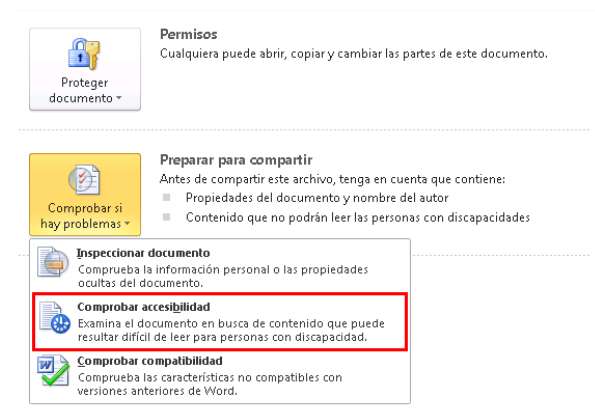 Permisos
Cualquiera puede abrir, copiar y cambiar las partes de este documento.
Proteger
documento
Preparar para compartir
Antes de compartir este archivo, tenga en cuenta que contiene:
Propiedades del documento y nombre del autor
Contenido que no podrán leer las personas con discapacidades
Comprobar si
hay problemas
Inspeccionar documento
Comprueba la información personal o las propiedades
ocultas del documento.
Comprobar accesibilidad
Examina el documento en busca de contenido que puede
resultar difícil de leer para personas con discapacidad.
Comprobar compatibilidad
Comprueba las características no compatibles con
versiones anteriores de Word.